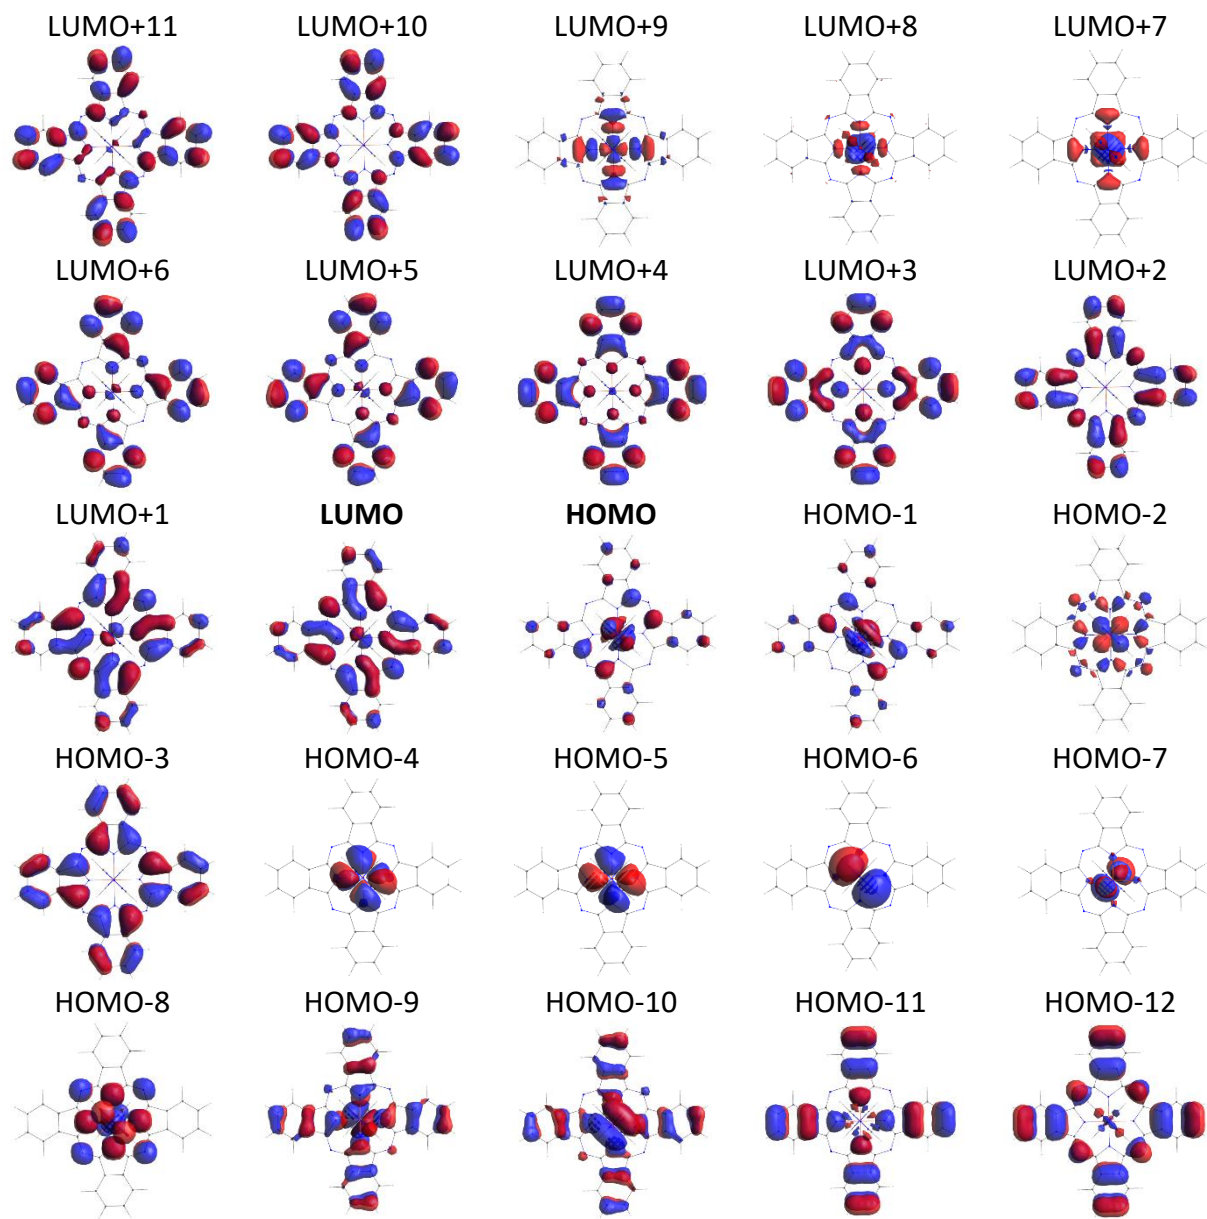 LUMO+11 LUMO+10 LUMO+9 LUMO+8 LUMO+7
LUMO+6 LUMO+5 LUMO+4 LUMO+3 LUMO+2
LUMO+1 LUMO HOMO HOMO-1 HOMO-2
HOMO-3 HOMO-4 HOMO-5 HOMO-6 HOMO-7
HOMO-8 HOMO-9 HOMO-10 HOMO-11 HOMO-12